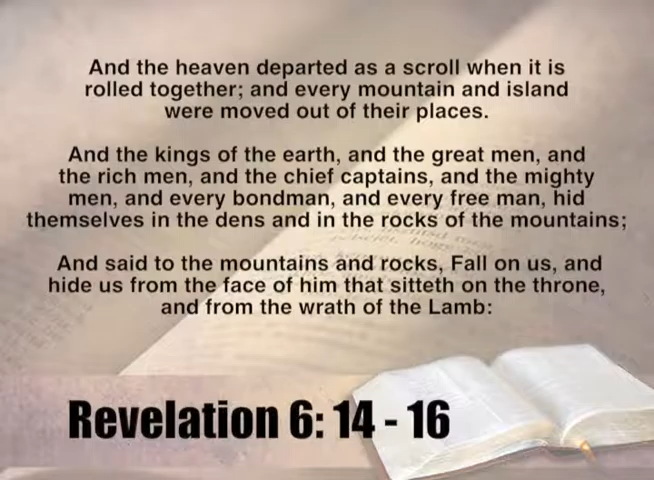 And the heaven departed as a scroll when it is
rolled together; and every mountain and island
were moved out of their places.
And the kings of the earth, and the great men, and
the rich men, and the chief captains, and the mighty
men, and every bondman, and every free man, hid
themselves in the dens and in the rocks of the mountains;
And said to the mountains and rocks, Fall on us, and
hide us from the face of him that sitteth on the throne,
and from the wrath of the Lamb:
Revelation 6: 14 - 16